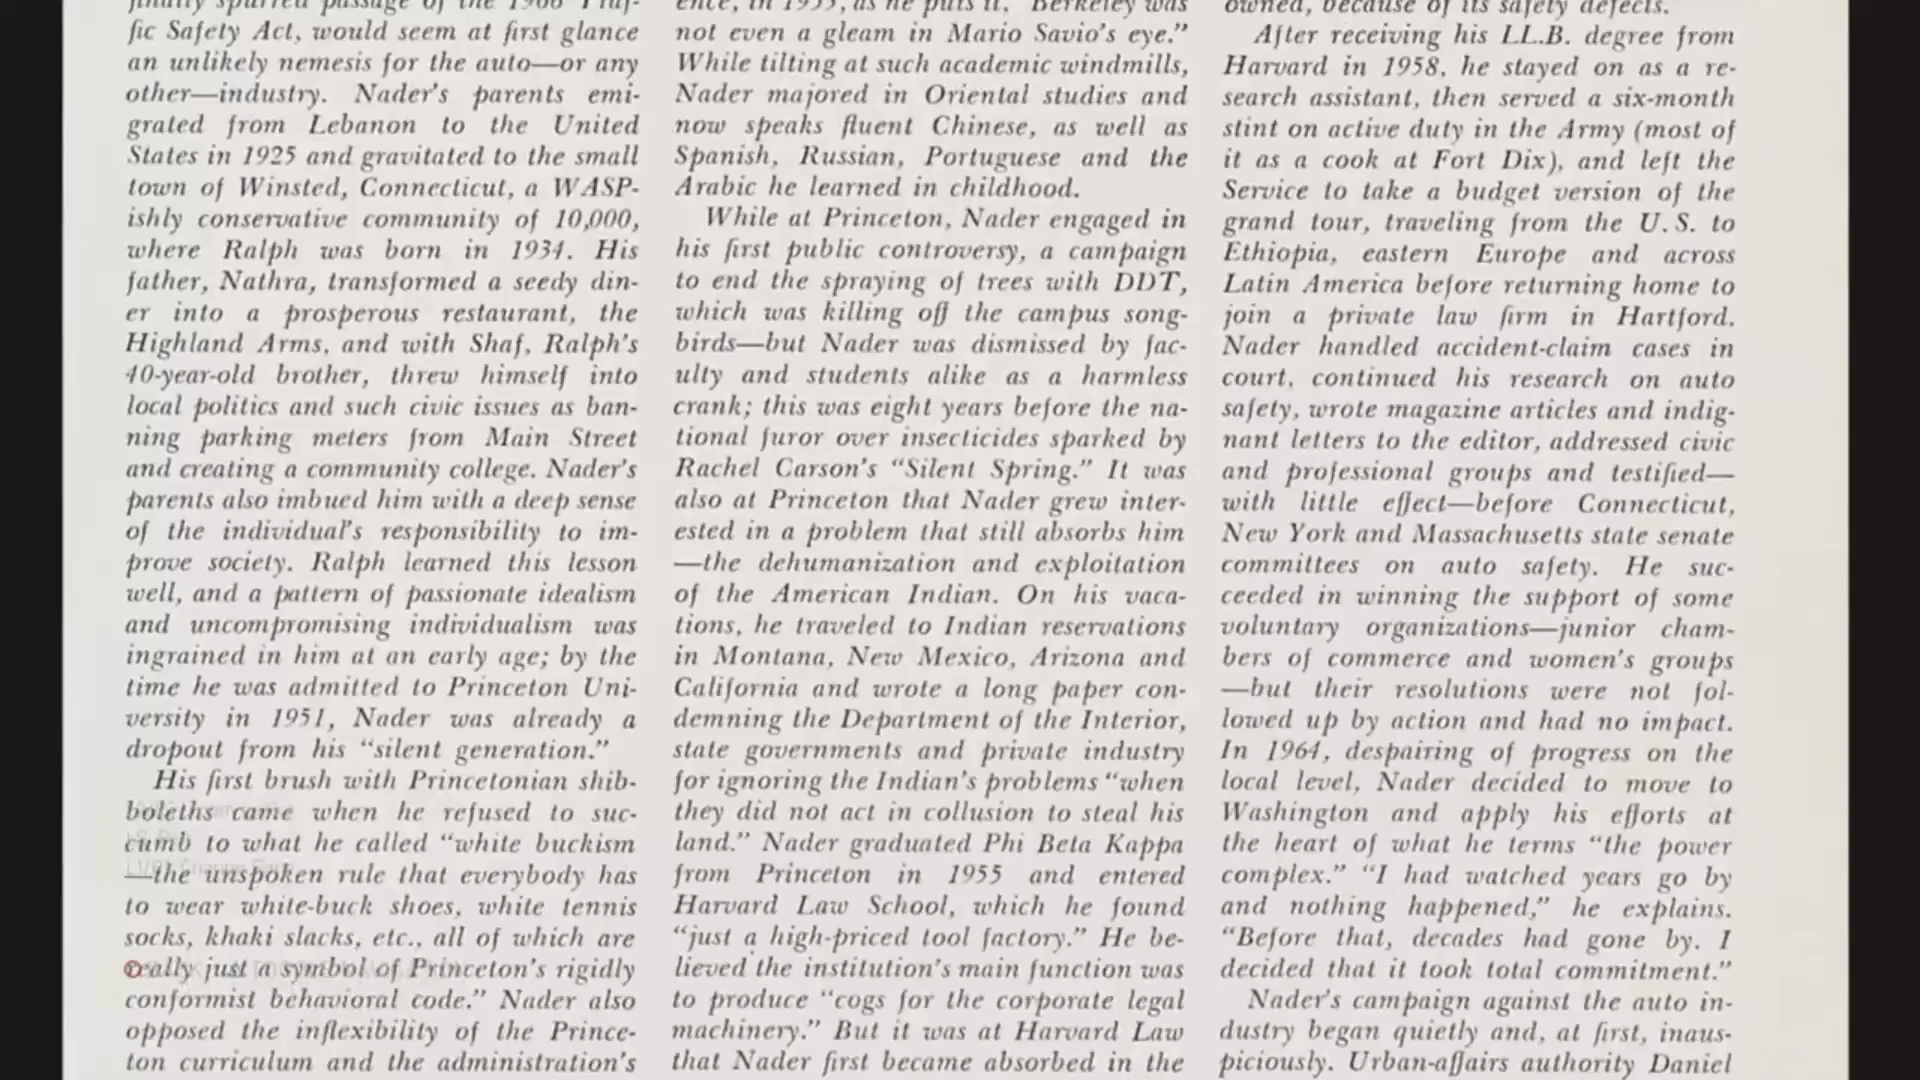 finally spurred passage of the 1966 Traf-
fic Safety Act, would seem at first glance
an unlikely nemesis for the auto—or any
other—industry. Nader's parents emi-
grated from Lebanon to the United
States in 1925 and gravitated to the small
town of Winsted, Connecticut, a WASP-
ishly conservative community of 10,000,
where Ralph was born in 1934. His
father, Nathra, transformed a seedy din-
er into a prosperous restaurant, the
Highland Arms, and with Shaf, Ralph's
40-year-old brother, threw himself into
local politics and such civic issues as ban-
ning parking meters from Main Street
and creating a community college. Nader's
parents also imbued him with a deep sense
of the individual's responsibility to im-
prove society. Ralph learned this lesson
well, and a pattern of passionate idealism
and uncompromising individualism was
ingrained in him at an early age; by the
time he was admitted to Princeton Uni-
versity in 1951, Nader was already a
dropout from his "silent generation."
His first brush with Princetonian shib-
boleths came when he refused to suc-
cumb to what he called "white buckism
—the unspoken rule that everybody has
to wear white-buck shoes, white tennis
socks, khaki slacks, etc., all of which are
really just a symbol of Princeton's rigidly
conformist behavioral code." Nader also
opposed the inflexibility of the Prince-
ton curriculum and the administration's
ence, in 1955, as he puts it, "Berkeley was
not even a gleam in Mario Savio's eye."
While tilting at such academic windmills,
Nader majored in Oriental studies and
now speaks fluent Chinese, as well as
Spanish, Russian, Portuguese and the
Arabic he learned in childhood.
While at Princeton, Nader engaged in
his first public controversy, a campaign
to end the spraying of trees with DDT,
which was killing off the campus song-
birds—but Nader was dismissed by fac-
ulty and students alike as a harmless
crank; this was eight years before the na-
tional furor over insecticides sparked by
Rachel Carson's "Silent Spring." It was
also at Princeton that Nader grew inter-
ested in a problem that still absorbs him
—the dehumanization and exploitation
of the American Indian. On his vaca-
tions, he traveled to Indian reservations
in Montana, New Mexico, Arizona and
California and wrote a long paper con-
demning the Department of the Interior,
state governments and private industry
for ignoring the Indian's problems "when
they did not act in collusion to steal his
land." Nader graduated Phi Beta Kappa
from Princeton in 1955 and entered
Harvard Law School, which he found
"just a high-priced tool factory." He be-
lieved the institution's main function was
to produce "cogs for the corporate legal
machinery." But it was at Harvard Law
that Nader first became absorbed in the
owned, because of its safety defects.
After receiving his LL.B. degree from
Harvard in 1958, he stayed on as a re-
search assistant, then served a six-month
stint on active duty in the Army (most of
it as a cook at Fort Dix), and left the
Service to take a budget version of the
grand tour, traveling from the U.S. to
Ethiopia, eastern Europe and across
Latin America before returning home to
join a private law firm in Hartford.
Nader handled accident-claim cases in
court, continued his research on auto
safety, wrote magazine articles and indig-
nant letters to the editor, addressed civic
and professional groups and testified—
with little effect—before Connecticut,
New York and Massachusetts state senate
committees on auto safety. He suc-
ceeded in winning the support of some
voluntary organizations—junior cham-
bers of commerce and women's groups
—but their resolutions were not fol-
lowed up by action and had no impact.
In 1964, despairing of progress on the
local level, Nader decided to move to
Washington and apply his efforts at
the heart of what he terms "the power
complex." "I had watched years go by
and nothing happened," he explains.
"Before that, decades had gone by. I
decided that it took total commitment."
Nader's campaign against the auto in-
dustry began quietly and, at first, inaus-
piciously. Urban-affairs authority Daniel